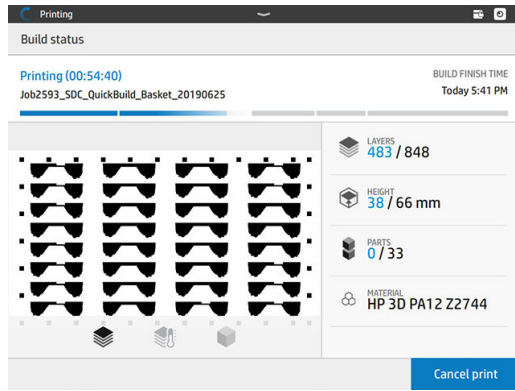 Printing
Build status
Printing (00:54:40)
Job2593_SDC_QuickBuild_Basket_20190625
BUILD FINISH TIME
Today 5:41 PM
LAYERS
483 / 848
HEIGHT
38 / 66 mm
PARTS
0 / 33
MATERIAL
HP 3D PA12 Z2744
Cancel print